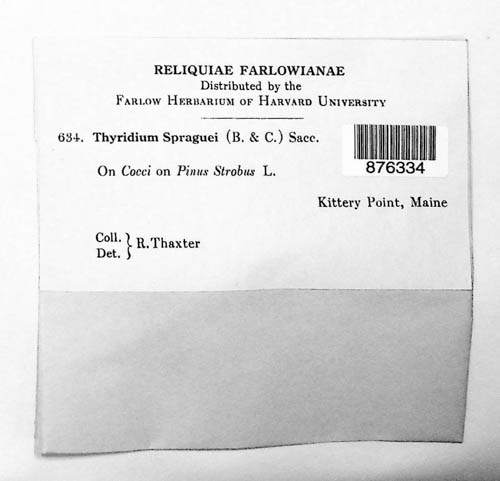 RELIQUIAE FARLOWIANAE
Distributed by the
FARLOW HERBARIUM OF HARVARD UNIVERSITY
634. Thyridium Spraguei (B. & C.) Sacc.
876334
On Cocci on Pinus Strobus L.
Kittery Point, Maine
Coll. } R.Thaxter
Det.